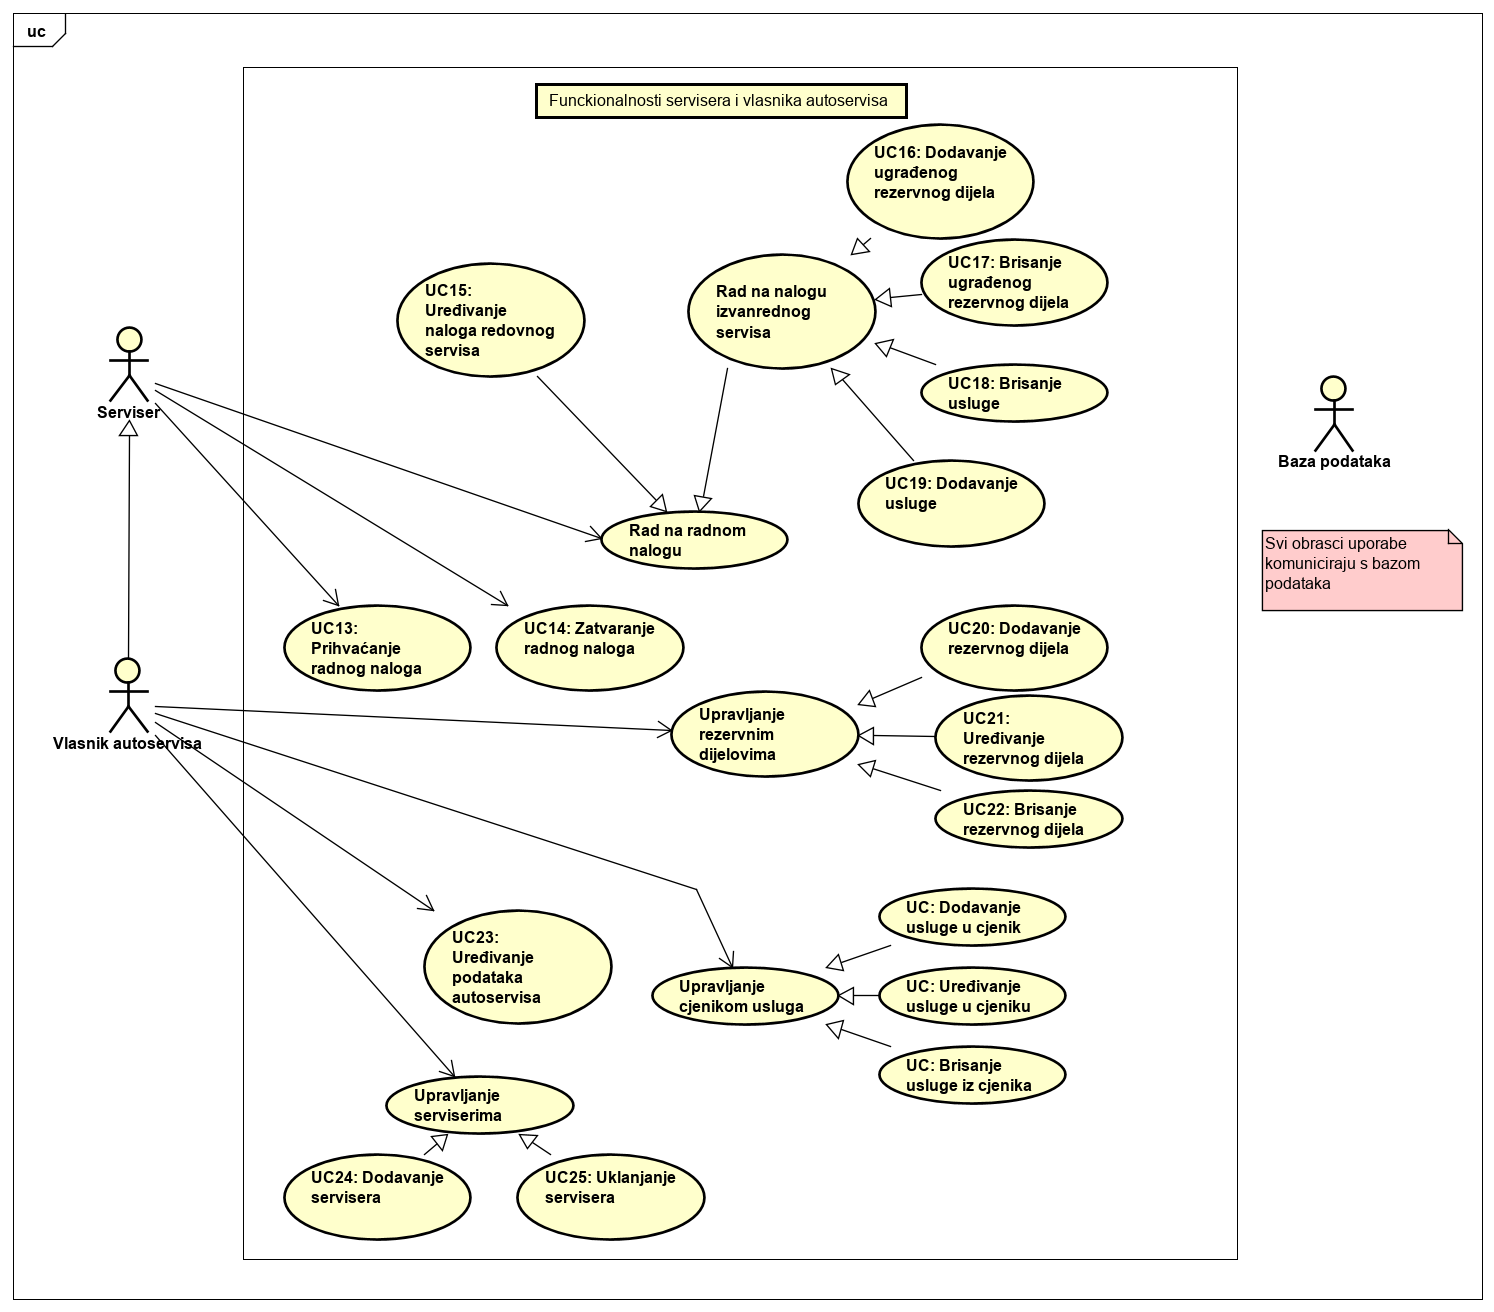 uc
Funckionalnosti servisera i vlasnika autoservisa
UC16: Dodavanje
ugrađenog
rezervnog dijela
UC15:
Uređivanje
naloga redovnog
servisa
Rad na nalogu
izvanrednog
servisa
UC17: Brisanje
ugrađenog
rezervnog dijela
UC18: Brisanje
usluge
Serviser
Baza podataka
UC19: Dodavanje
usluge
Rad na radnom
nalogu
Svi obrasci uporabe
komuniciraju s bazom
podataka
UC13:
Prihvaćanje
radnog naloga
UC14: Zatvaranje
radnog naloga
UC20: Dodavanje
rezervnog dijela
Vlasnik autoservisa
Upravljanje
rezervnim
dijelovima
UC21:
Uređivanje
rezervnog dijela
UC22: Brisanje
rezervnog dijela
UC23:
Uređivanje
podataka
autoservisa
UC: Dodavanje
usluge u cjenik
Upravljanje
cjenikom usluga
UC: Uređivanje
usluge u cjeniku
UC: Brisanje
usluge iz cjenika
Upravljanje
serviserima
UC24: Dodavanje
servisera
UC25: Uklanjanje
servisera